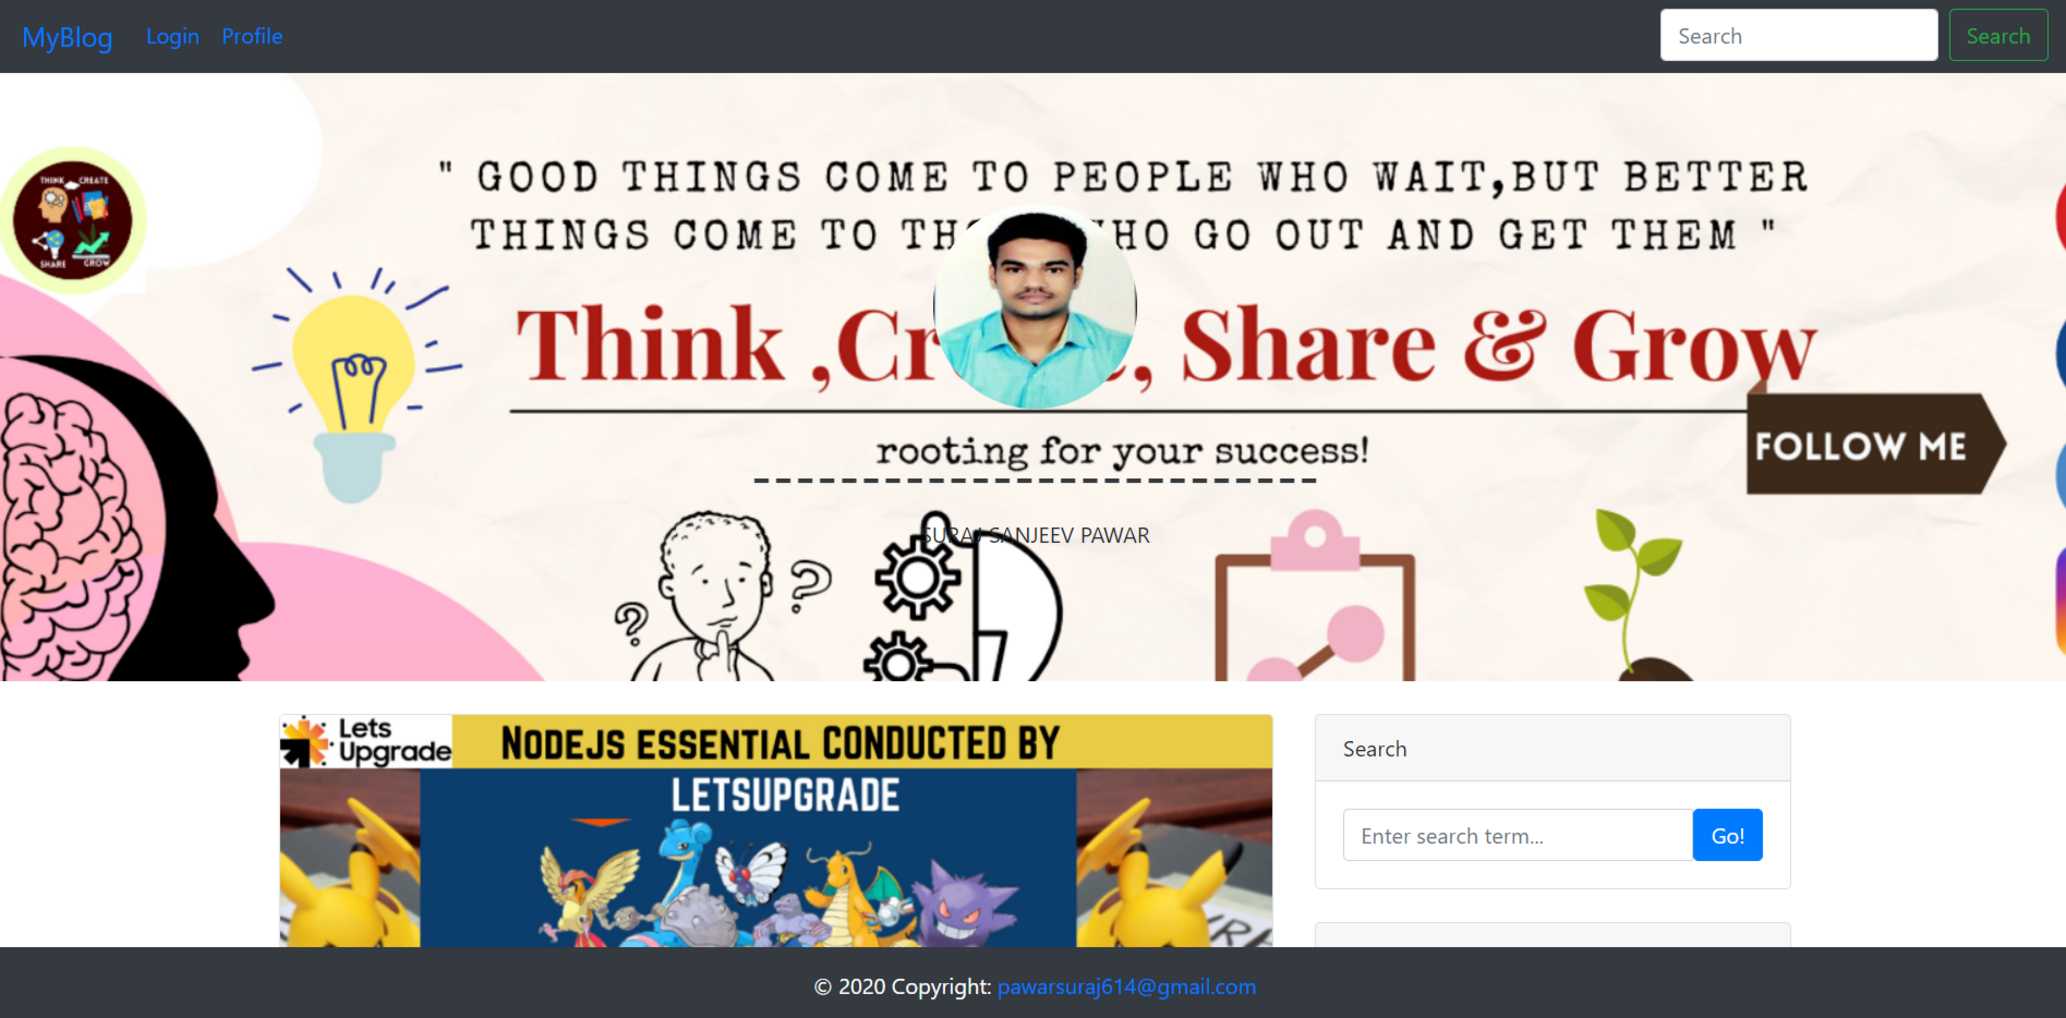 MyBlog Login Profile Search Search
THINK CREATE
SHARE GROW
" GOOD THINGS COME TO PEOPLE WHO WAIT,BUT BETTER
THINGS COME TO TH HO GO OUT AND GET THEM "
Think ,Cr e, Share & Grow
rooting for your success!
FOLLOW ME
SURAJ SANJEEV PAWAR
Lets
Upgrade
NODEJS ESSENTIAL CONDUCTED BY
LETSUPGRADE
Search
Enter search term... Go!
© 2020 Copyright: pawarsuraj614@gmail.com